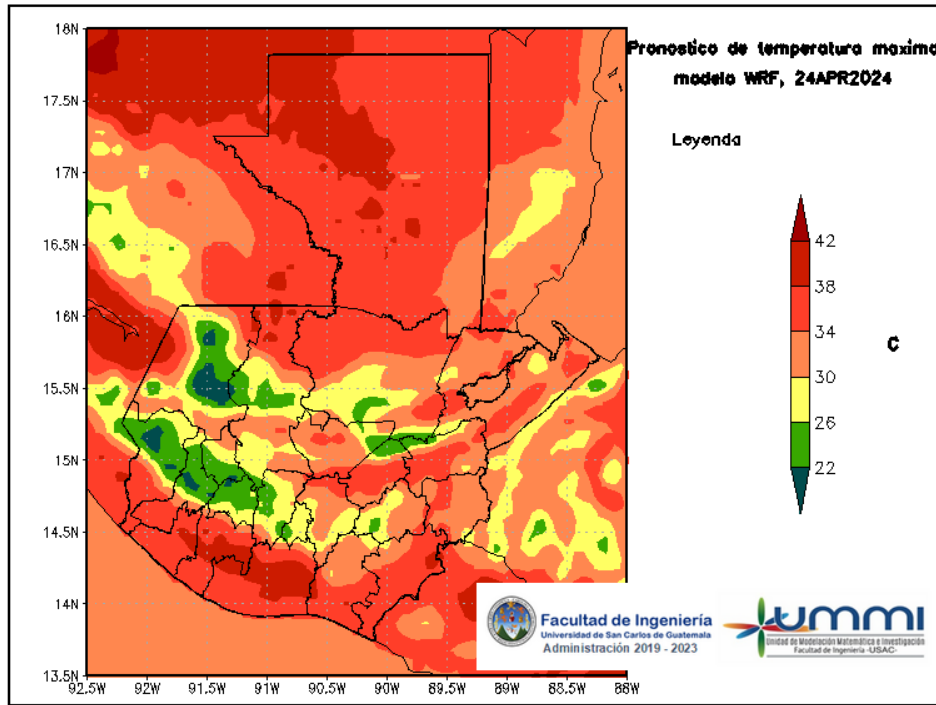 Pronostico de temperatura maxima
modelo WRF, 24APR2024
Leyenda
42
38
34
30
26
22
C
18N
17.5N
17N
16.5N
16N
15.5N
15N
14.5N
14N
13.5N
92.5W
92W
91.5W
91W
90.5W
90W
89.5W
89W
88.5W
88W
Facultad de Ingeniería
Universidad de San Carlos de Guatemala
Administración 2019 - 2023
UMMI
Unidad de Modelación Matemática e Investigación
Facultad de Ingeniería -USAC-